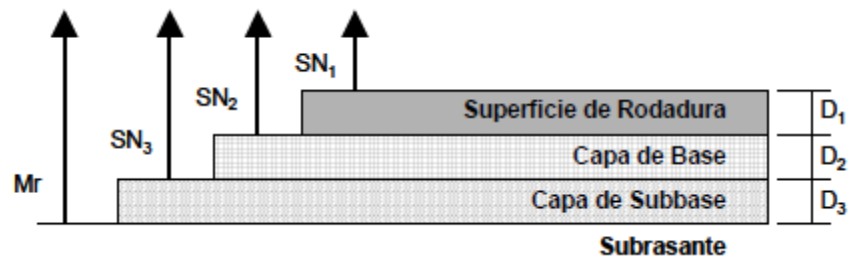 SN₁
Superficie de Rodadura
D₁
SN₂
Capa de Base
D₂
SN₃
Capa de Subbase
D₃
Mr
Subrasante